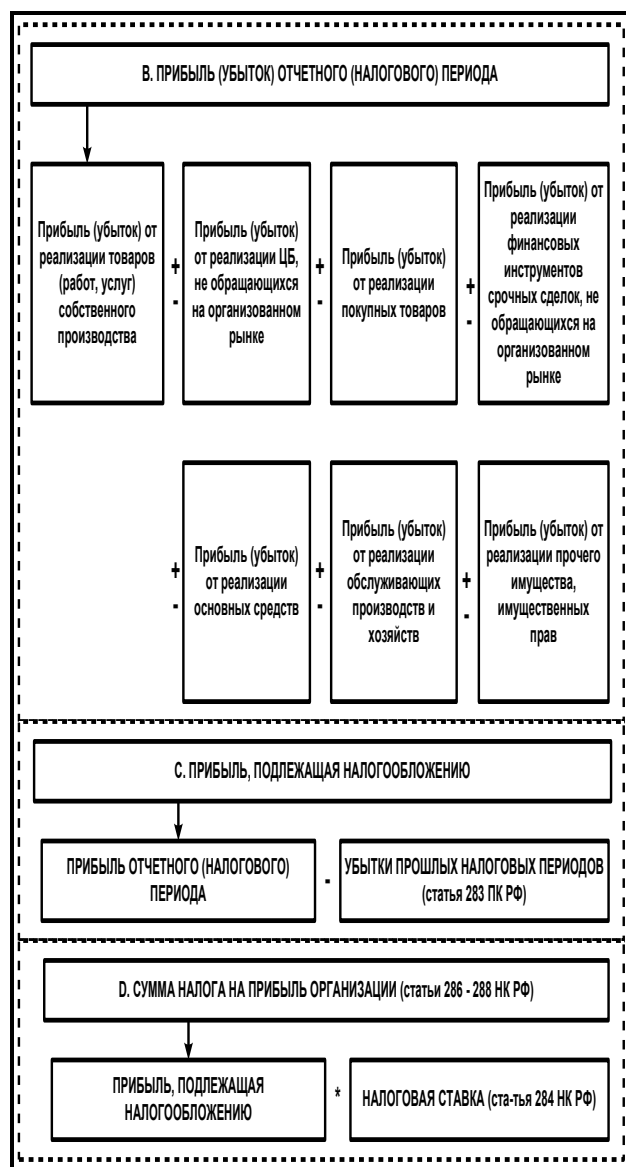 B. ПРИБЫЛЬ (УБЫТОК) ОТЧЕТНОГО (НАЛОГОВОГО) ПЕРИОДА
Прибыль (убыток) от
реализации товаров
(работ, услуг)
собственного
производства
+
-
Прибыль (убыток)
от реализации ЦБ,
не обращающихся
на организованном
рынке
+
-
Прибыль (убыток)
от реализации
покупных товаров
+
-
Прибыль (убыток) от
реализации
финансовых
инструментов
срочных сделок, не
обращающихся на
организованном
рынке
+
-
Прибыль (убыток)
от реализации
основных средств
+
-
Прибыль (убыток)
от реализации
обслуживающих
производств и
хозяйств
+
-
Прибыль (убыток) от
реализации прочего
имущества,
имущественных
прав
C. ПРИБЫЛЬ, ПОДЛЕЖАЩАЯ НАЛОГООБЛОЖЕНИЮ
ПРИБЫЛЬ ОТЧЕТНОГО (НАЛОГОВОГО)
ПЕРИОДА
-
УБЫТКИ ПРОШЛЫХ НАЛОГОВЫХ ПЕРИОДОВ
(статья 283 ПК РФ)
D. СУММА НАЛОГА НА ПРИБЫЛЬ ОРГАНИЗАЦИИ (статьи 286 - 288 НК РФ)
ПРИБЫЛЬ, ПОДЛЕЖАЩАЯ
НАЛОГООБЛОЖЕНИЮ
*
НАЛОГОВАЯ СТАВКА (ста-тья 284 НК РФ)